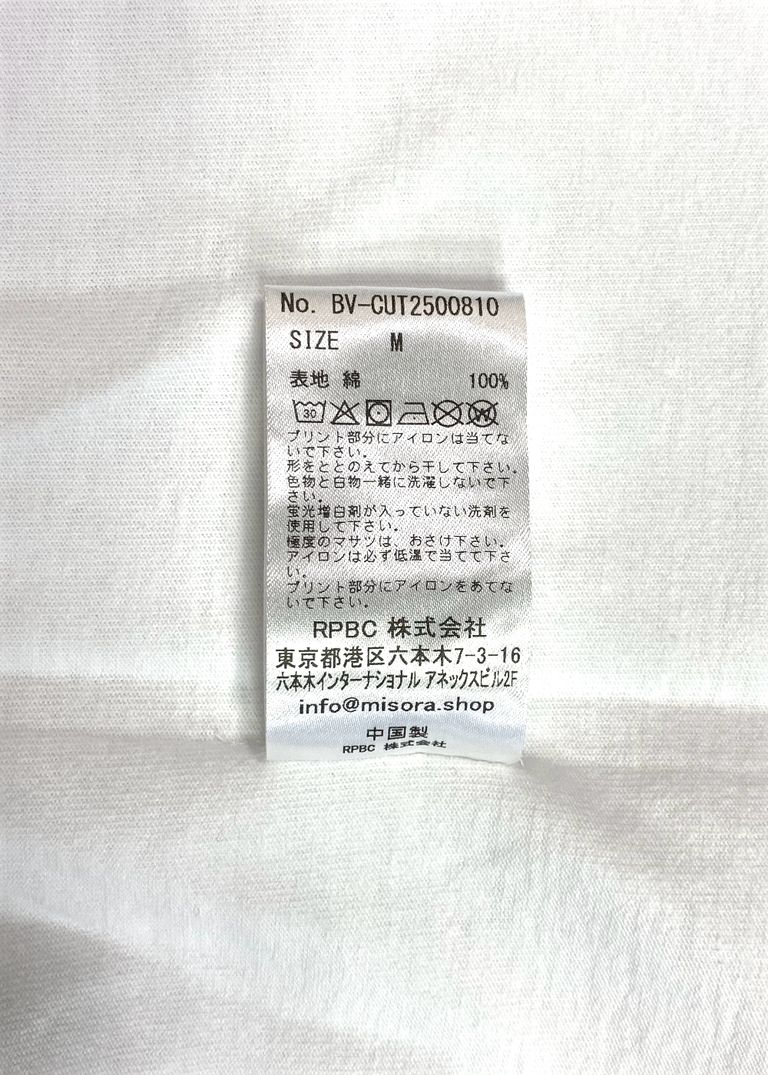 No. BV-CUT2500810
SIZE M
表地 綿 100%
30
W
プリント部分にアイロンは当てな
いで下さい。
形をととのえてから干して下さい。
色物と白物一緒に洗濯しないで下
さい。
蛍光増白剤が入っていない洗剤を
使用して下さい。
極度のマサツは、おさけ下さい。
アイロンは必ず低温で当てて下さ
い。
プリント部分にアイロンをあてな
いで下さい。
RPBC 株式会社
東京都港区六本木7-3-16
六本木インターナショナル アネックスビル2F
info@misora.shop
中国製
RPBC 株式会社